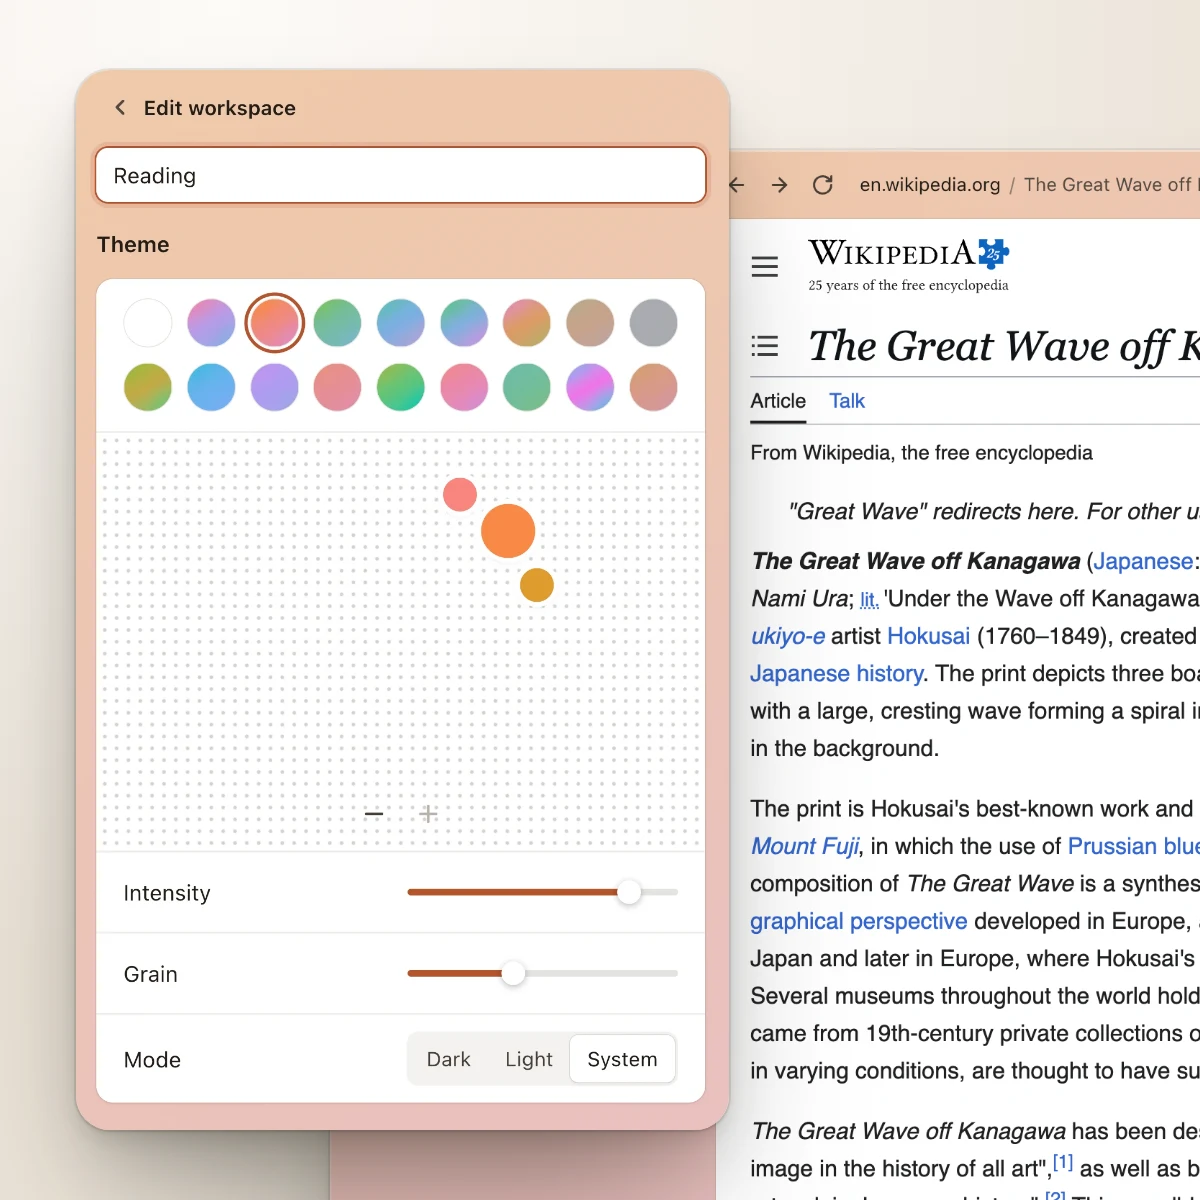 Edit workspace
Reading
Theme
Intensity
Grain
Mode
Dark Light System
en.wikipedia.org / The Great Wave off
WIKIPEDIA 25
25 years of the free encyclopedia
The Great Wave off K
Article Talk
From Wikipedia, the free encyclopedia
"Great Wave" redirects here. For other
The Great Wave off Kanagawa (Japanese:
Nami Ura; lit. 'Under the Wave off Kanagawa
ukiyo-e artist Hokusai (1760–1849), created
Japanese history. The print depicts three
with a large, cresting wave forming a spiral
in the background.
The print is Hokusai's best-known work and
Mount Fuji, in which the use of Prussian blue
composition of The Great Wave is a
graphical perspective developed in Europe,
Japan and later in Europe, where Hokusai's
Several museums throughout the world hold
came from 19th-century private collections
in varying conditions, are thought to have
The Great Wave off Kanagawa has been
image in the history of all art",[1] as well as
[2]